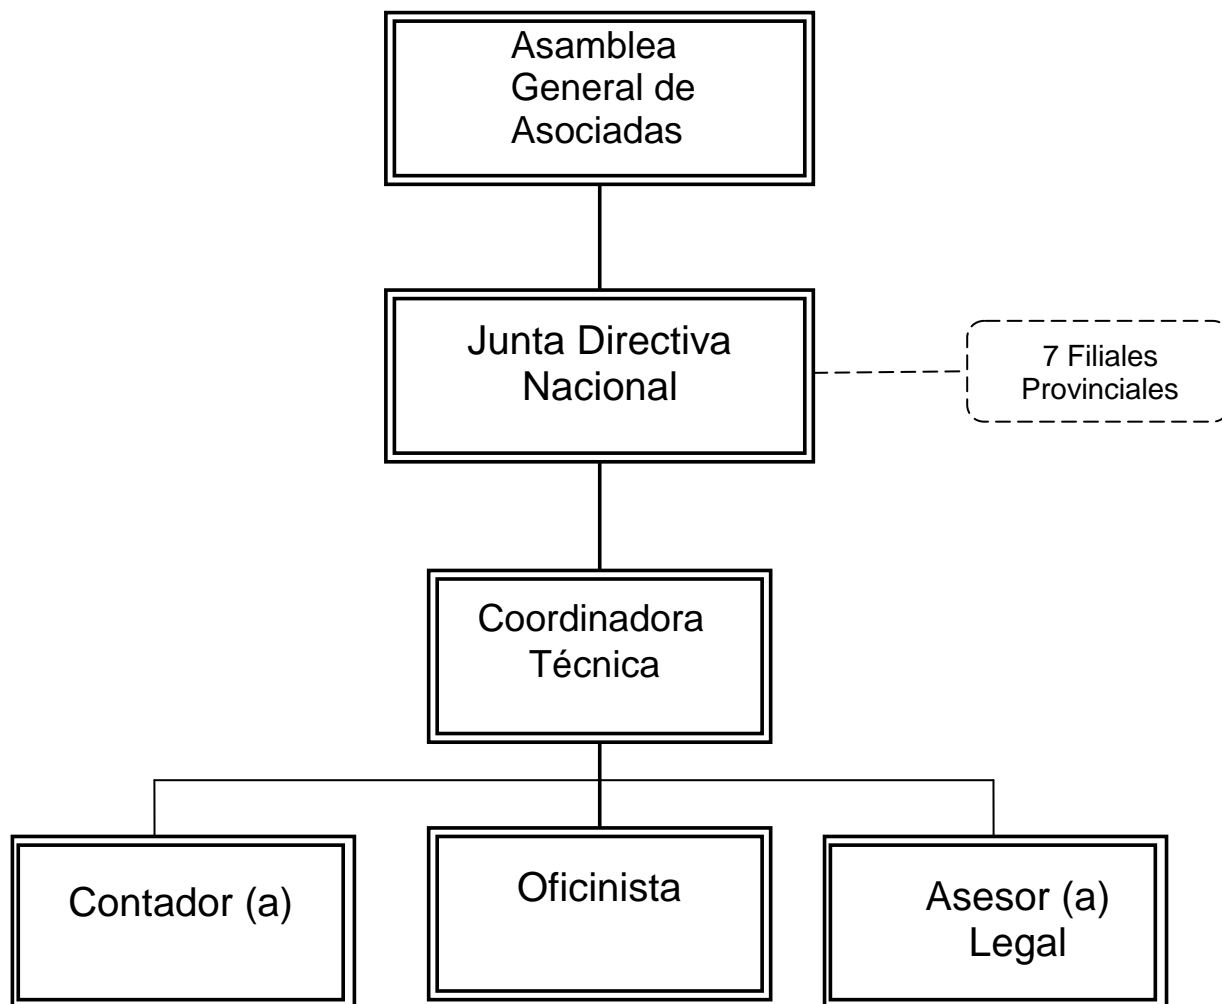 Asamblea
General de
Asociadas
Junta Directiva
Nacional
7 Filiales
Provinciales
Coordinadora
Técnica
Contador (a)
Oficinista
Asesor (a)
Legal